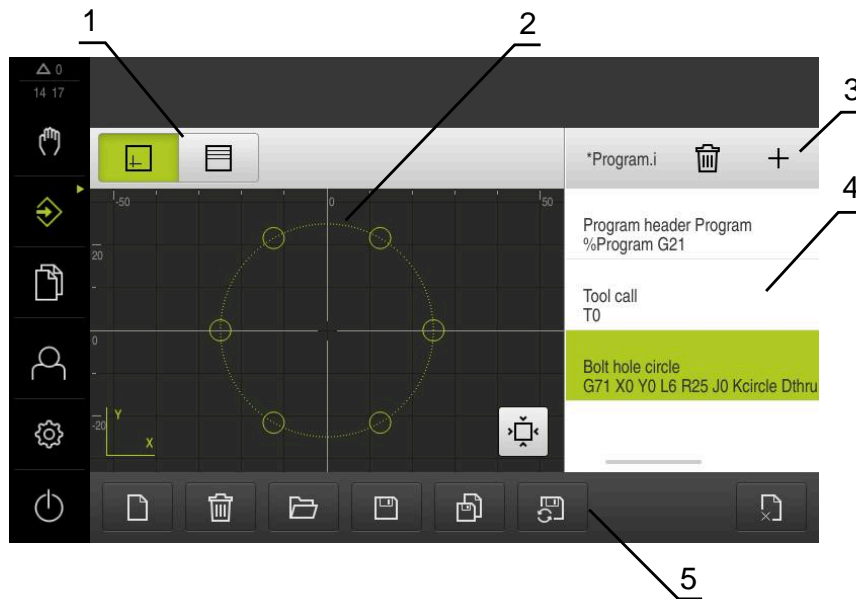 1
2
3
4
5
0
14 17
*Program.i
-50
0
50
20
0
-20
Y
X
Program header Program
%Program G21
Tool call
T0
Bolt hole circle
G71 X0 Y0 L6 R25 J0 Kcircle Dthru